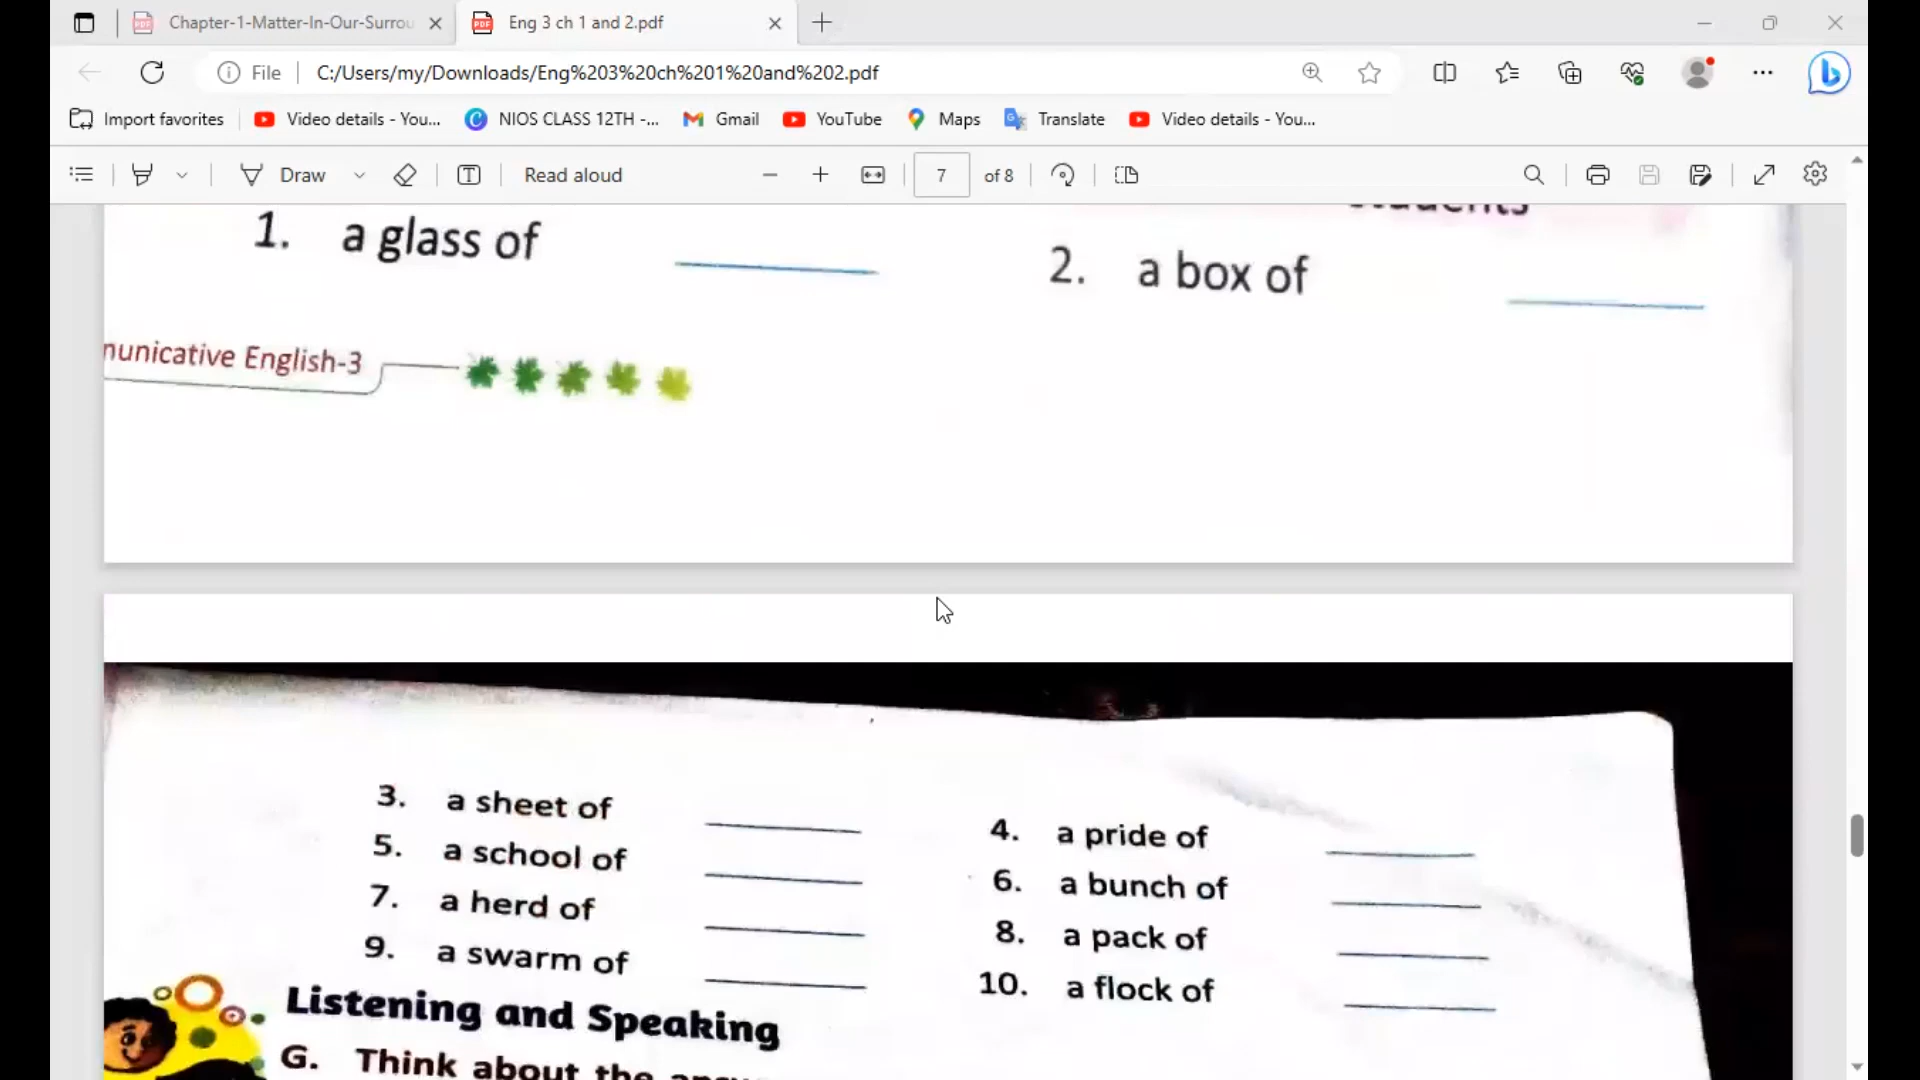 Chapter-1-Matter-In-Our-Surrou
Eng 3 ch 1 and 2.pdf
File
C:/Users/my/Downloads/Eng%203%20ch%201%20and%202.pdf
Import favorites
Video details - You...
NIOS CLASS 12TH -...
Gmail
YouTube
Maps
Translate
Video details - You...
Draw
Read aloud
7 of 8
students
1. a glass of
2. a box of
municative English-3
3. a sheet of
4. a pride of
5. a school of
6. a bunch of
7. a herd of
8. a pack of
9. a swarm of
10. a flock of
Listening and Speaking
G. Think about the